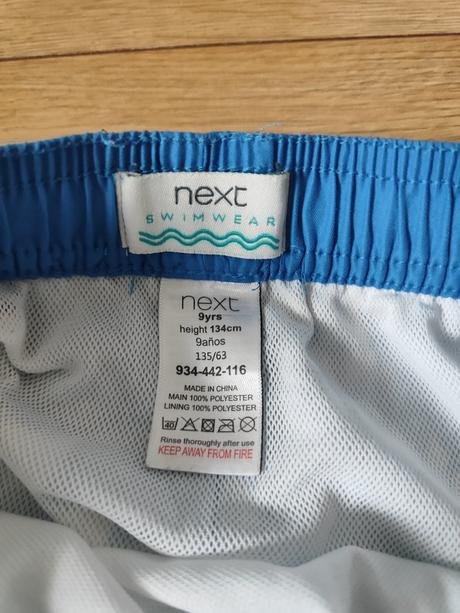 next
SWIMWEAR
next
9yrs
height 134cm
9años
135/63
934-442-116
MADE IN CHINA
MAIN 100% POLYESTER
LINING 100% POLYESTER
40
Rinse thoroughly after use
KEEP AWAY FROM FIRE